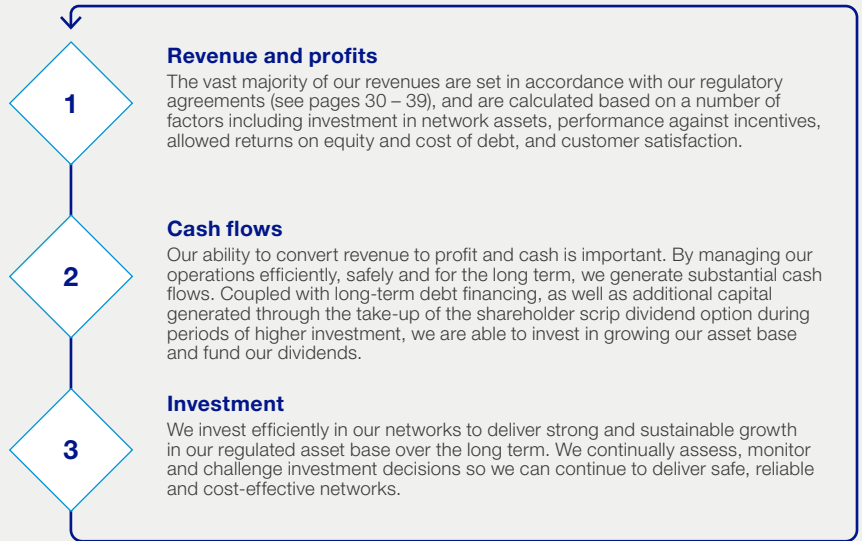 1
Revenue and profits
The vast majority of our revenues are set in accordance with our regulatory
agreements (see pages 30 – 39), and are calculated based on a number of
factors including investment in network assets, performance against incentives,
allowed returns on equity and cost of debt, and customer satisfaction.
2
Cash flows
Our ability to convert revenue to profit and cash is important. By managing our
operations efficiently, safely and for the long term, we generate substantial cash
flows. Coupled with long-term debt financing, as well as additional capital
generated through the take-up of the shareholder scrip dividend option during
periods of higher investment, we are able to invest in growing our asset base
and fund our dividends.
3
Investment
We invest efficiently in our networks to deliver strong and sustainable growth
in our regulated asset base over the long term. We continually assess, monitor
and challenge investment decisions so we can continue to deliver safe, reliable
and cost-effective networks.